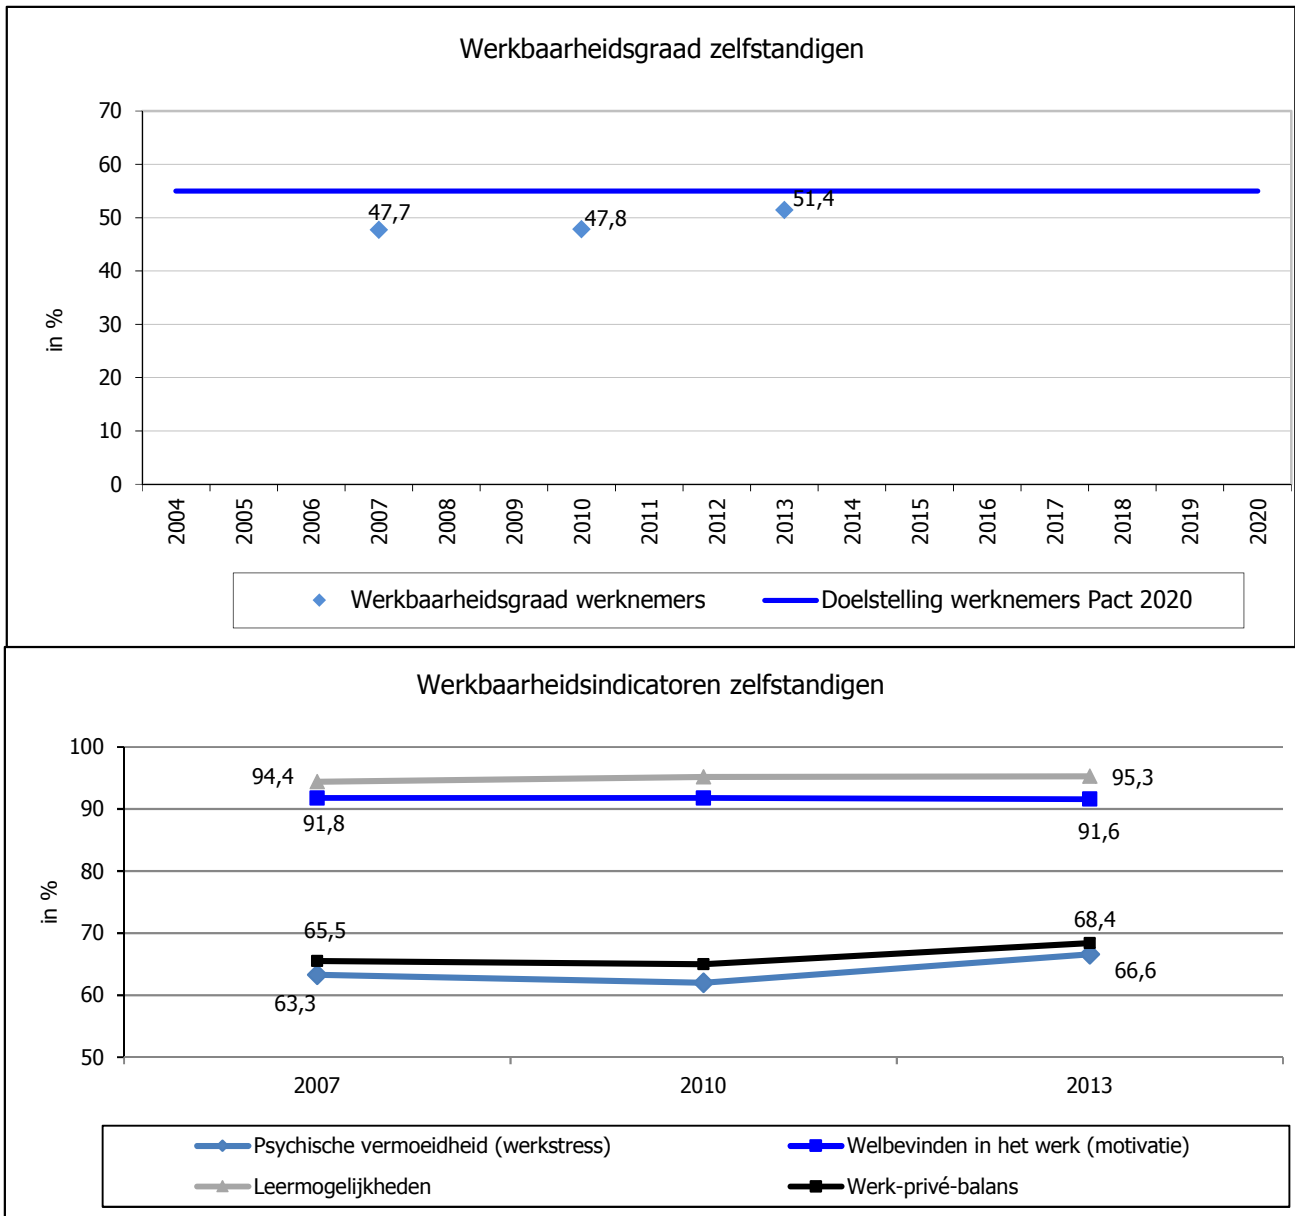 Werkbaarheidsgraad zelfstandigen
70
60
50
40
30
20
10
0
in %
47,7
47,8
51,4
2004 2005 2006 2007 2008 2009 2010 2011 2012 2013 2014 2015 2016 2017 2018 2019 2020
Werkbaarheidsgraad werknemers Doelstelling werknemers Pact 2020
Werkbaarheidsindicatoren zelfstandigen
100
90
80
70
60
50
in %
94,4
95,3
91,8
91,6
65,5
68,4
63,3
66,6
2007 2010 2013
Psychische vermoeidheid (werkstress) Welbevinden in het werk (motivatie)
Leermogelijkheden Werk-privé-balans